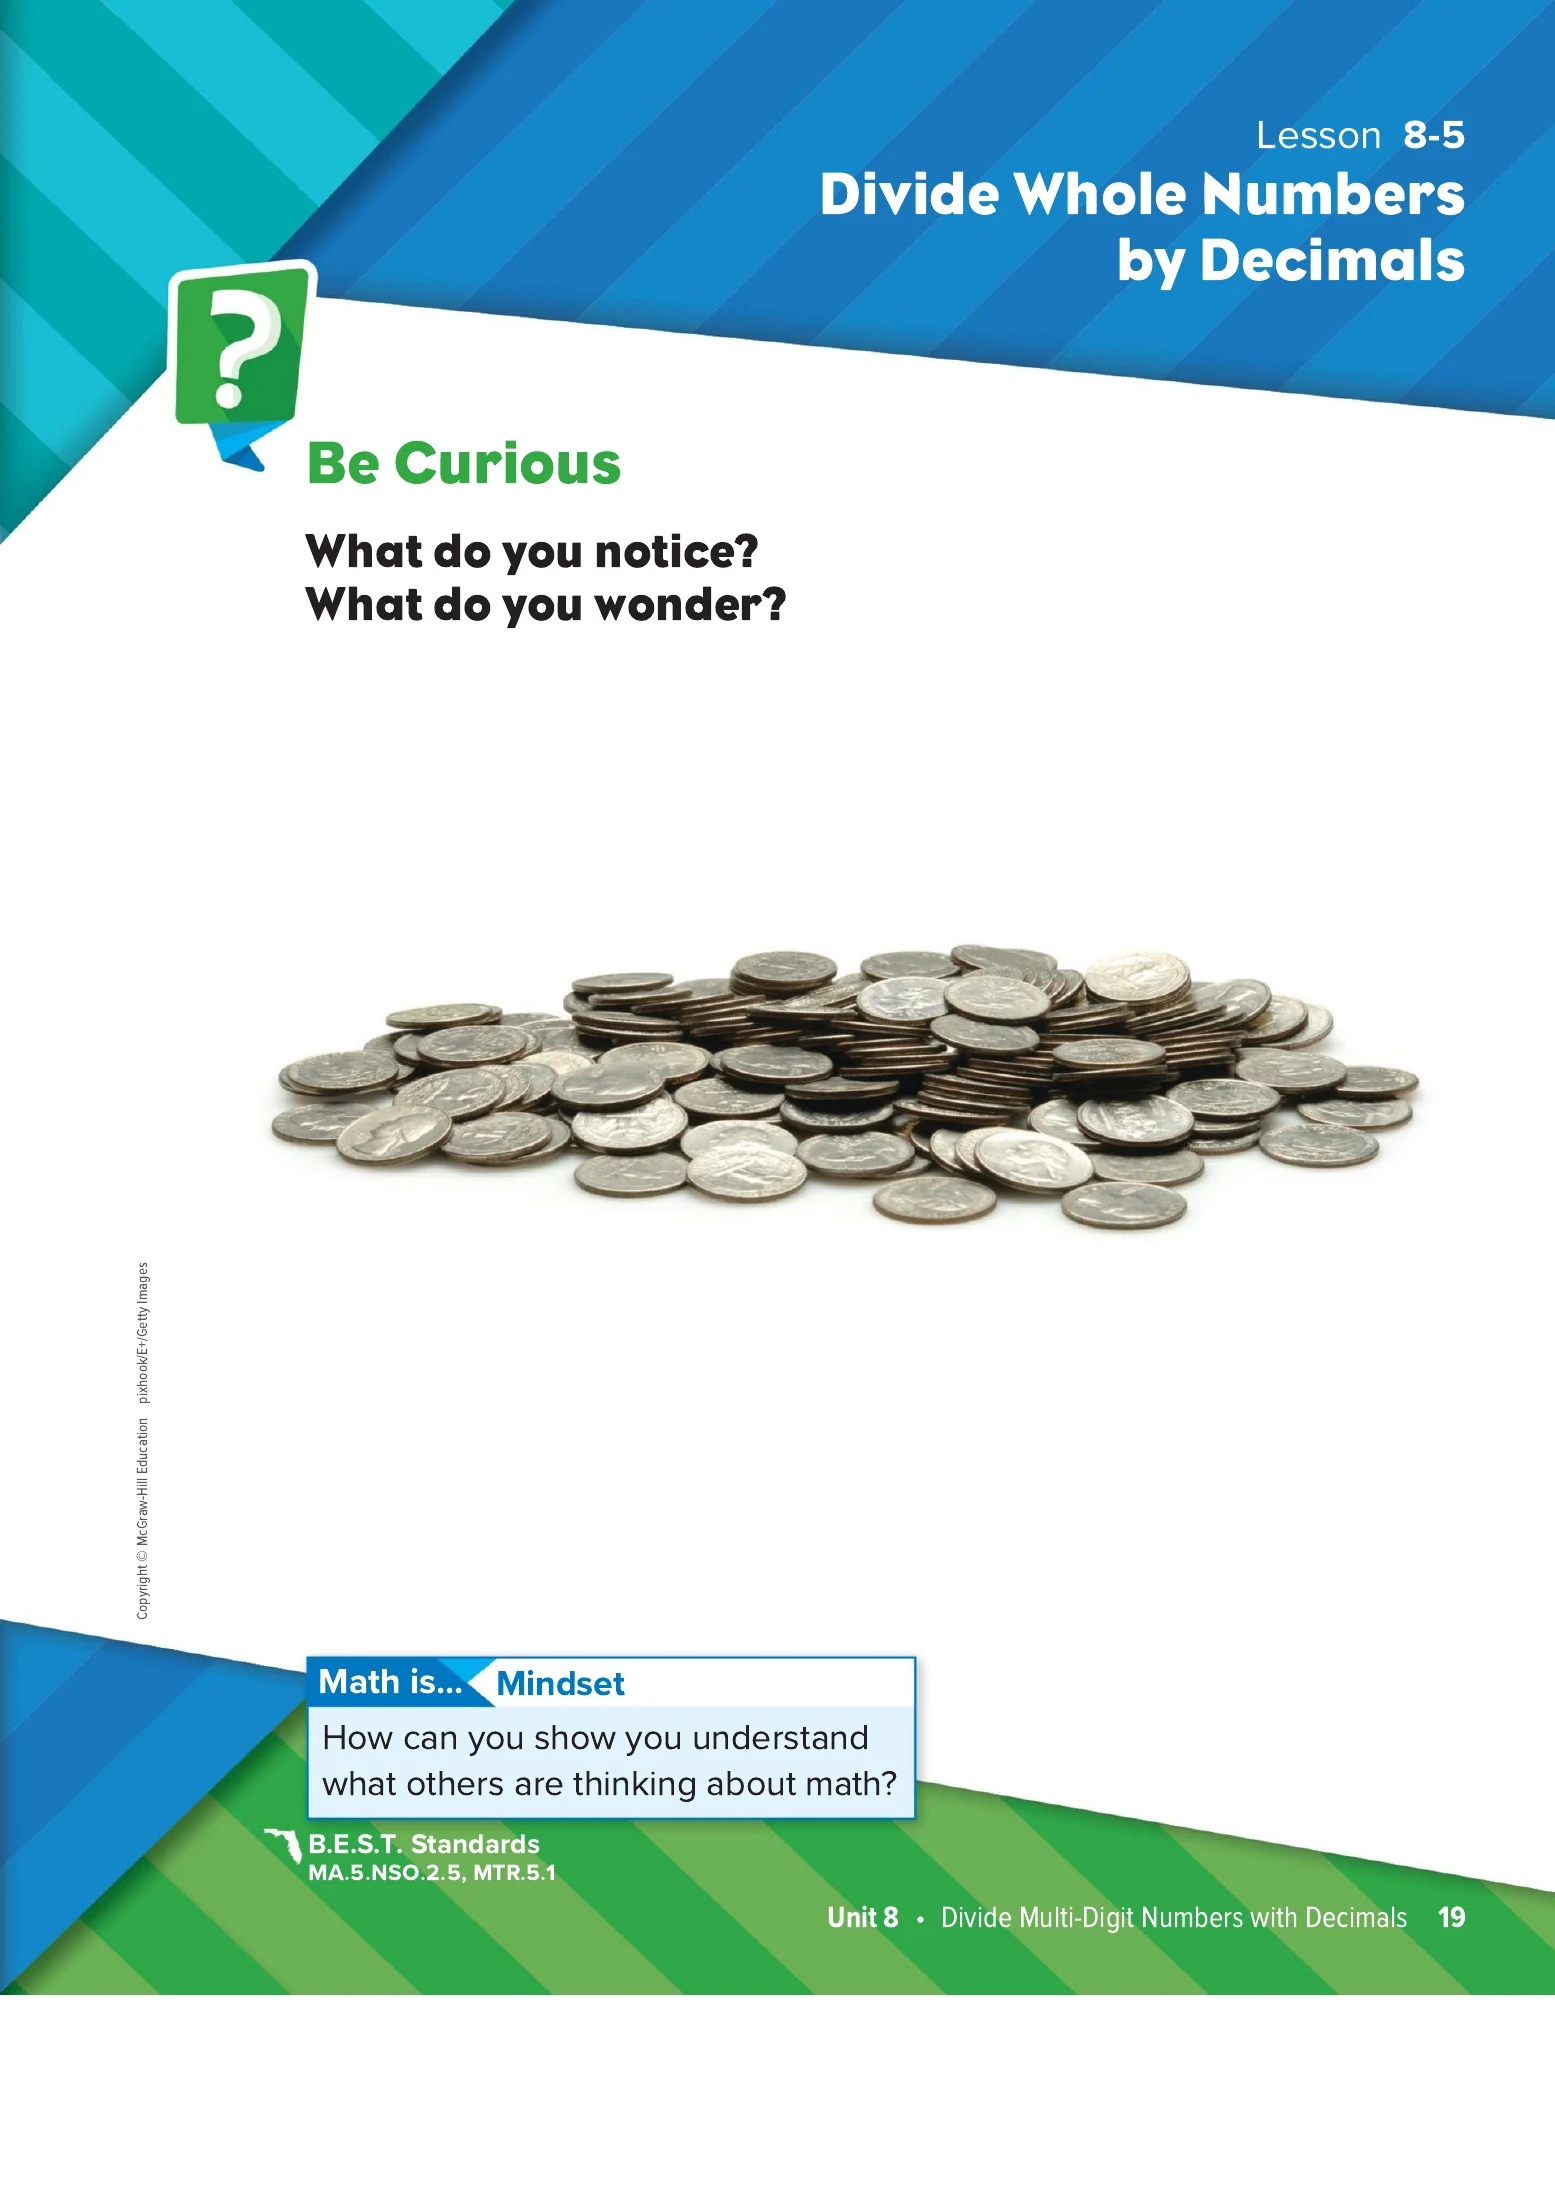 Lesson 8-5
Divide Whole Numbers
by Decimals
?
Be Curious
What do you notice?
What do you wonder?
Copyright © McGraw-Hill Education pixhook/E+/Getty Images
Math is... Mindset
How can you show you understand
what others are thinking about math?
B.E.S.T. Standards
MA.5.NSO.2.5, MTR.5.1
Unit 8 • Divide Multi-Digit Numbers with Decimals 19